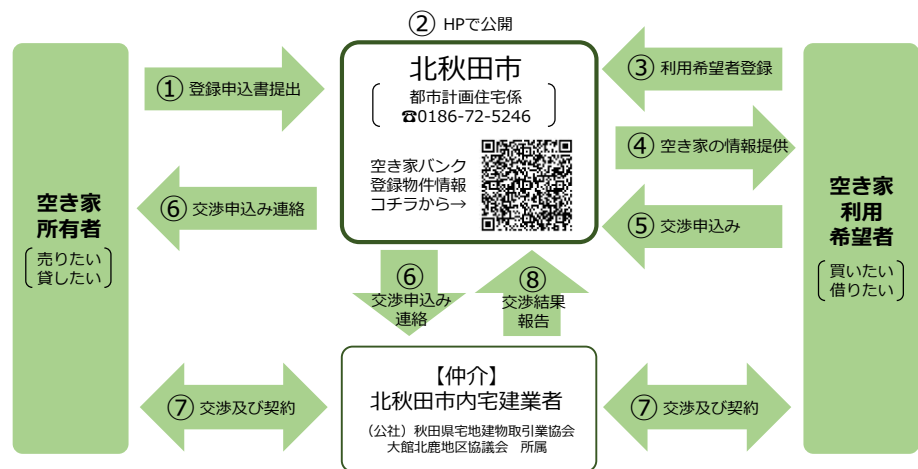 ② HPで公開
北秋田市
都市計画住宅係
☎0186-72-5246
空き家バンク
登録物件情報
コチラから→
① 登録申込書提出
③ 利用希望者登録
④ 空き家の情報提供
⑤ 交渉申込み
⑥ 交渉申込み連絡
空き家
所有者
売りたい
貸したい
空き家
利用
希望者
買いたい
借りたい
⑥
交渉申込み
連絡
⑧
交渉結果
報告
⑦ 交渉及び契約
【仲介】
北秋田市内宅建業者
（公社）秋田県宅地建物取引業協会
大館北鹿地区協議会　所属
⑦ 交渉及び契約